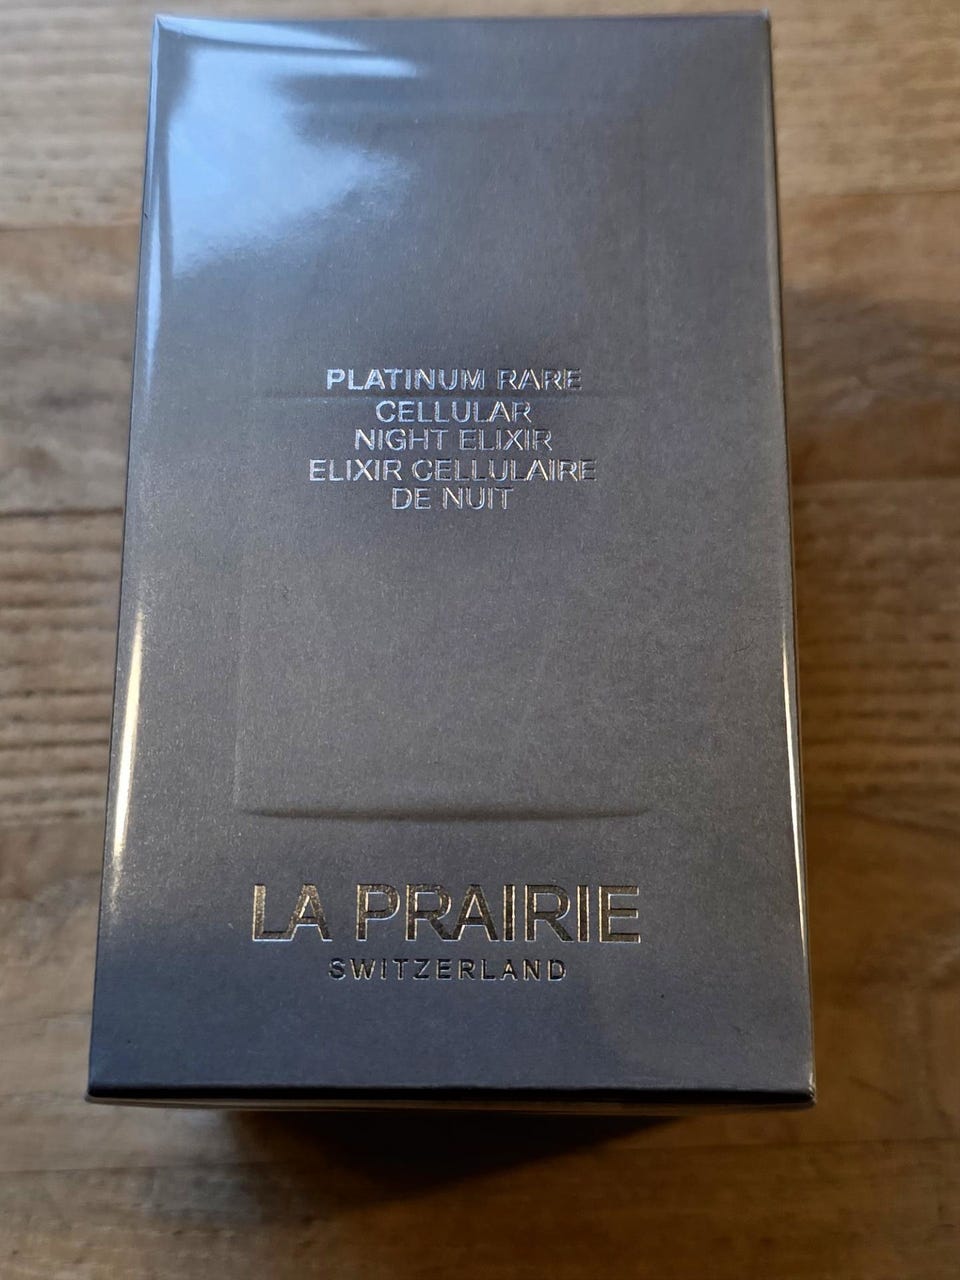 PLATINUM RARE
CELLULAR
NIGHT ELIXIR
ELIXIR CELLULAIRE
DE NUIT
LA PRAIRIE
SWITZERLAND